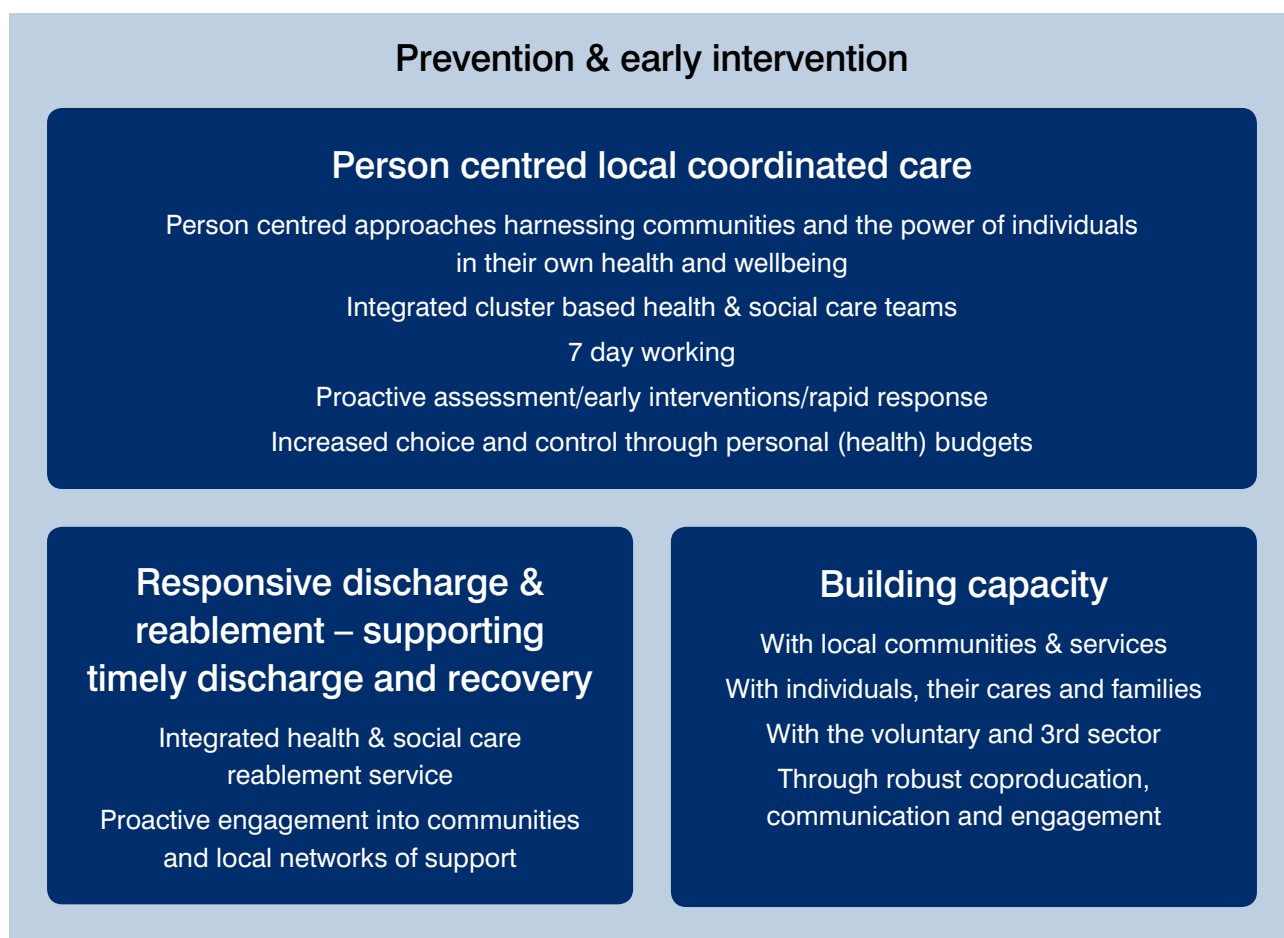 Prevention & early intervention
Person centred local coordinated care
Person centred approaches harnessing communities and the power of individuals
in their own health and wellbeing
Integrated cluster based health & social care teams
7 day working
Proactive assessment/early interventions/rapid response
Increased choice and control through personal (health) budgets
Responsive discharge &
reablement – supporting
timely discharge and recovery
Integrated health & social care
reablement service
Proactive engagement into communities
and local networks of support
Building capacity
With local communities & services
With individuals, their cares and families
With the voluntary and 3rd sector
Through robust coproducation,
communication and engagement